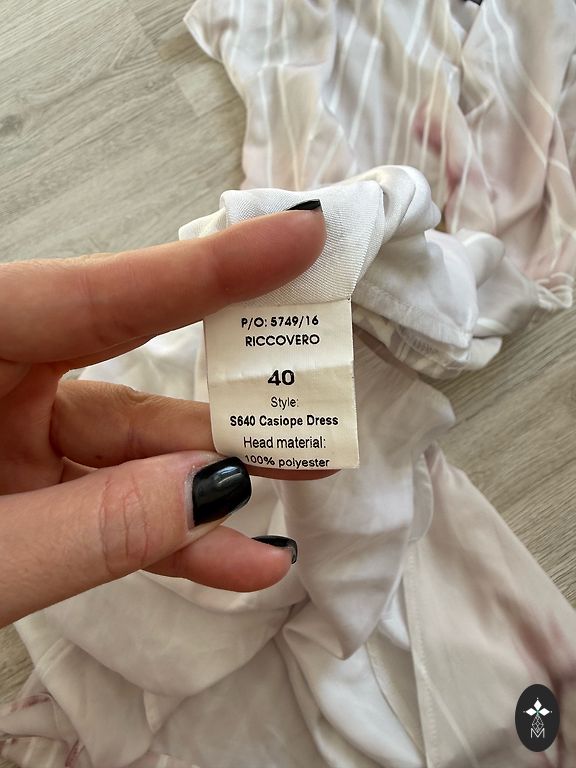 P/O: 5749/16
RICCOVERO
40
Style:
S640 Casiope Dress
Head material:
100% polyester